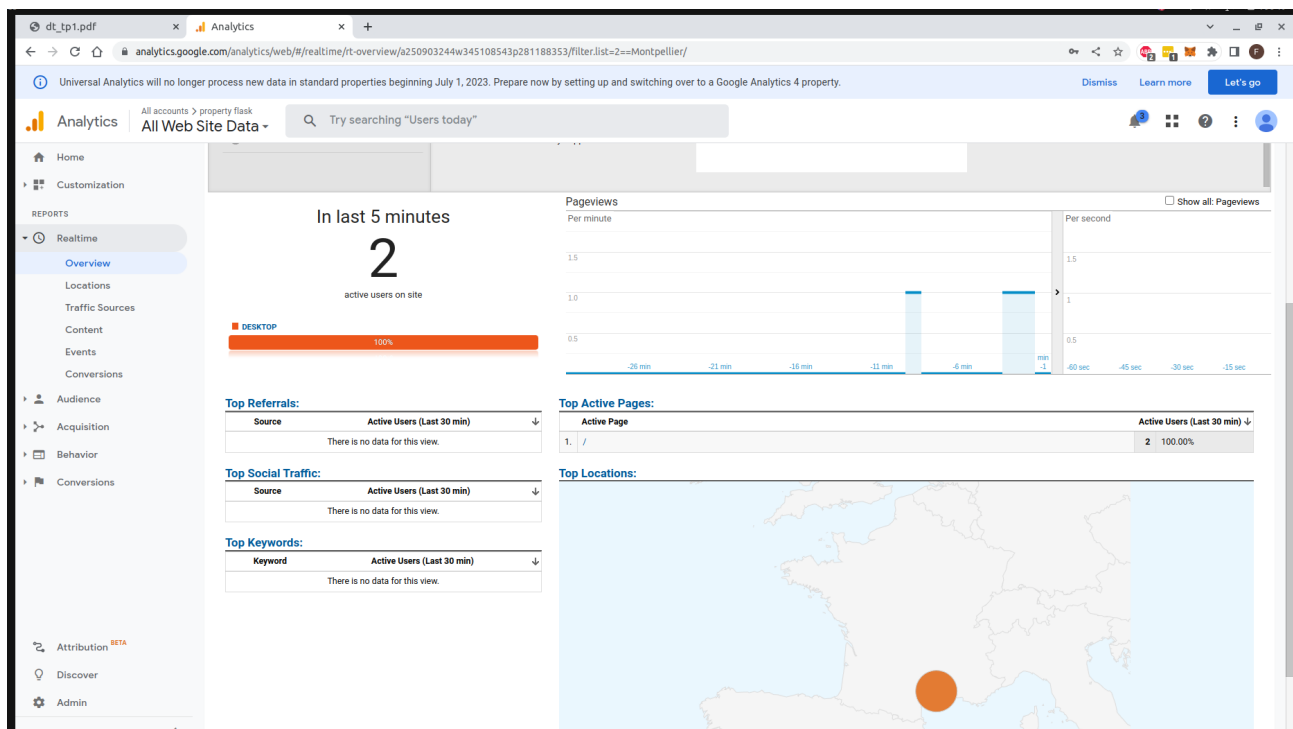 dt_tp1.pdf × Analytics × +
analytics.google.com/analytics/web/#/realtime/rt-overview/a250903244w345108543p281188353/filter.list=2==Montpellier/
2 1 F
Universal Analytics will no longer process new data in standard properties beginning July 1, 2023. Prepare now by setting up and switching over to a Google Analytics 4 property. Dismiss Learn more Let's go
Analytics
All accounts > property flask
All Web Site Data
Try searching “Users today”
3
Home
Customization
REPORTS
Realtime
Overview
Locations
Traffic Sources
Content
Events
Conversions
Audience
Acquisition
Behavior
Conversions
Attribution BETA
Discover
Admin
In last 5 minutes
2
active users on site
DESKTOP
100%
Pageviews
Show all: Pageviews
Per minute
1.5
1.0
0.5
-26 min -21 min -16 min -11 min -6 min min
-1
Per second
1.5
1
0.5
-60 sec -45 sec -30 sec -15 sec
Top Referrals:
Source Active Users (Last 30 min)
There is no data for this view.
Top Social Traffic:
Source Active Users (Last 30 min)
There is no data for this view.
Top Keywords:
Keyword Active Users (Last 30 min)
There is no data for this view.
Top Active Pages:
Active Page Active Users (Last 30 min)
1. / 2 100.00%
Top Locations: